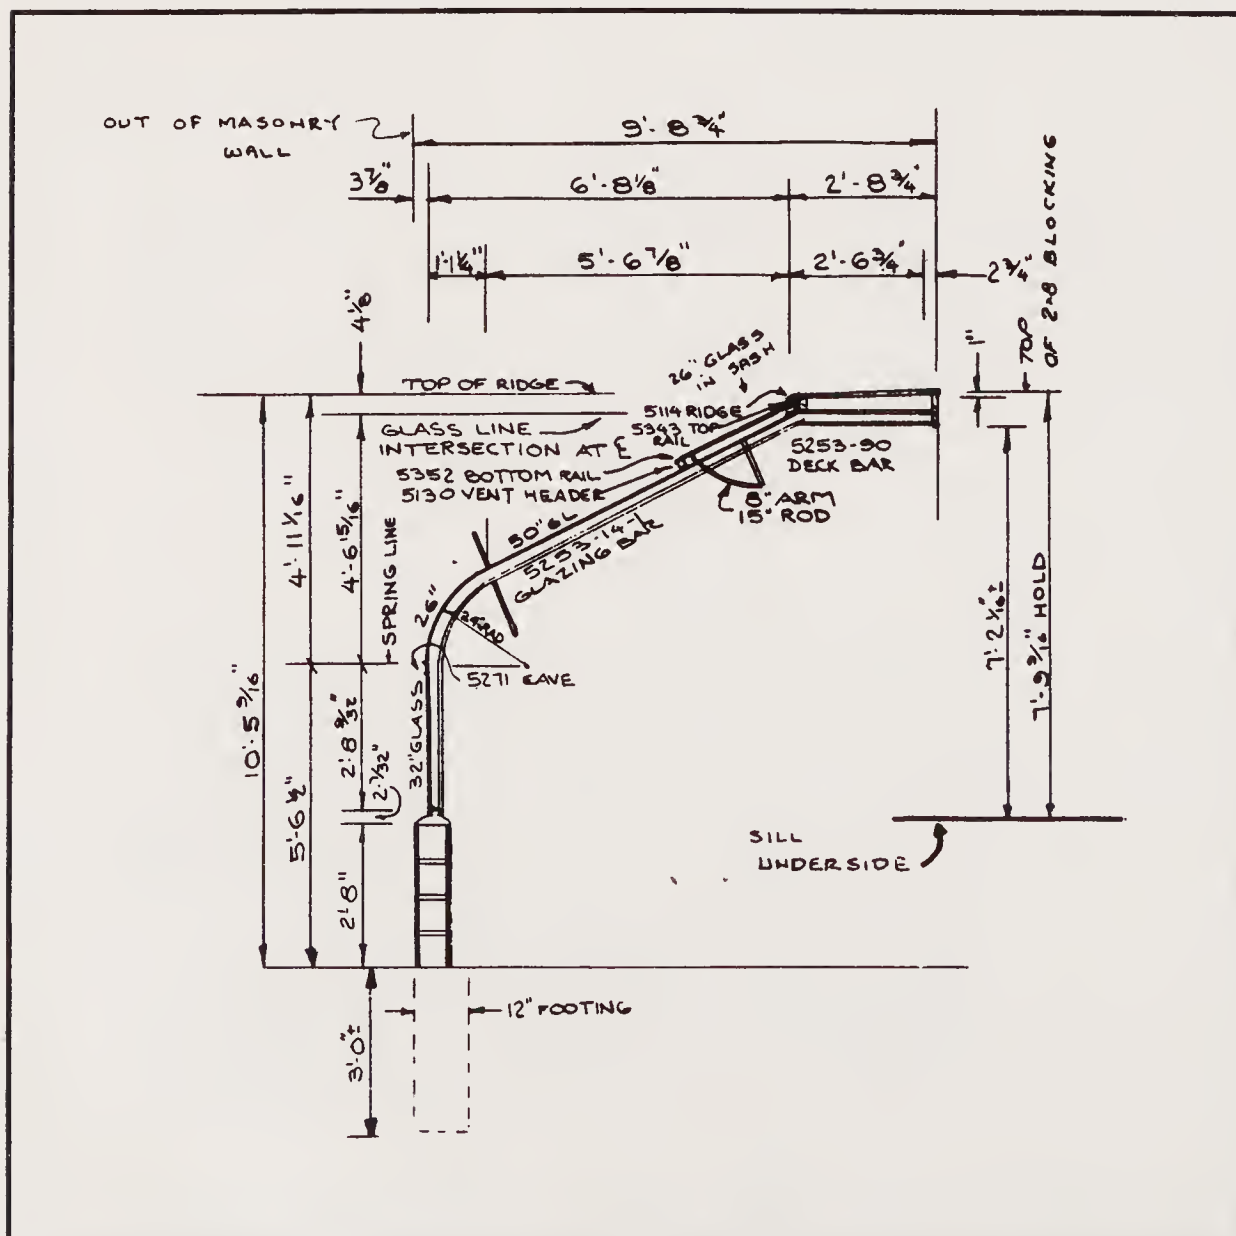 OUT OF MASONRY
WALL
9'-8 3/4"
3 7/8"
6'-8 1/8"
2'-8 3/4"
1'-1 1/4"
5'-6 7/8"
2'-6 3/4"
2 3/4"
TOP
OF 2×8 BLOCKING
4 1/8"
1"
TOP OF RIDGE
26" GLASS
IN SASH
GLASS LINE
INTERSECTION AT ℄
5114 RIDGE
5343 TOP
RAIL
5352 BOTTOM RAIL
5130 VENT HEADER
5253-90
DECK BAR
8" ARM
15" ROD
50" GL
5253-14-1
GLAZING BAR
4'-11 1/16"
4'-6 15/16"
SPRING LINE
26"
24" RAD
5271 EAVE
10'-5 9/16"
5'-6 1/2"
2'-8 9/32"
2 7/32"
32" GLASS
2'8"
7'-2 1/16"±
7'-9 3/16" HOLD
SILL
UNDERSIDE
12" FOOTING
3'-0"±